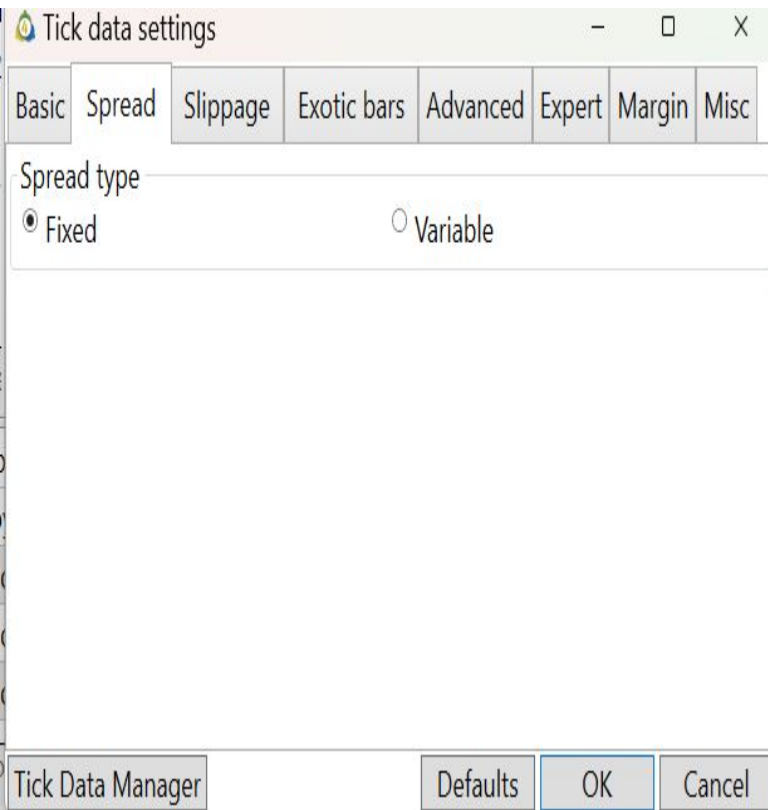 Tick data settings
Basic Spread Slippage Exotic bars Advanced Expert Margin Misc
Spread type
Fixed Variable
Tick Data Manager Defaults OK Cancel